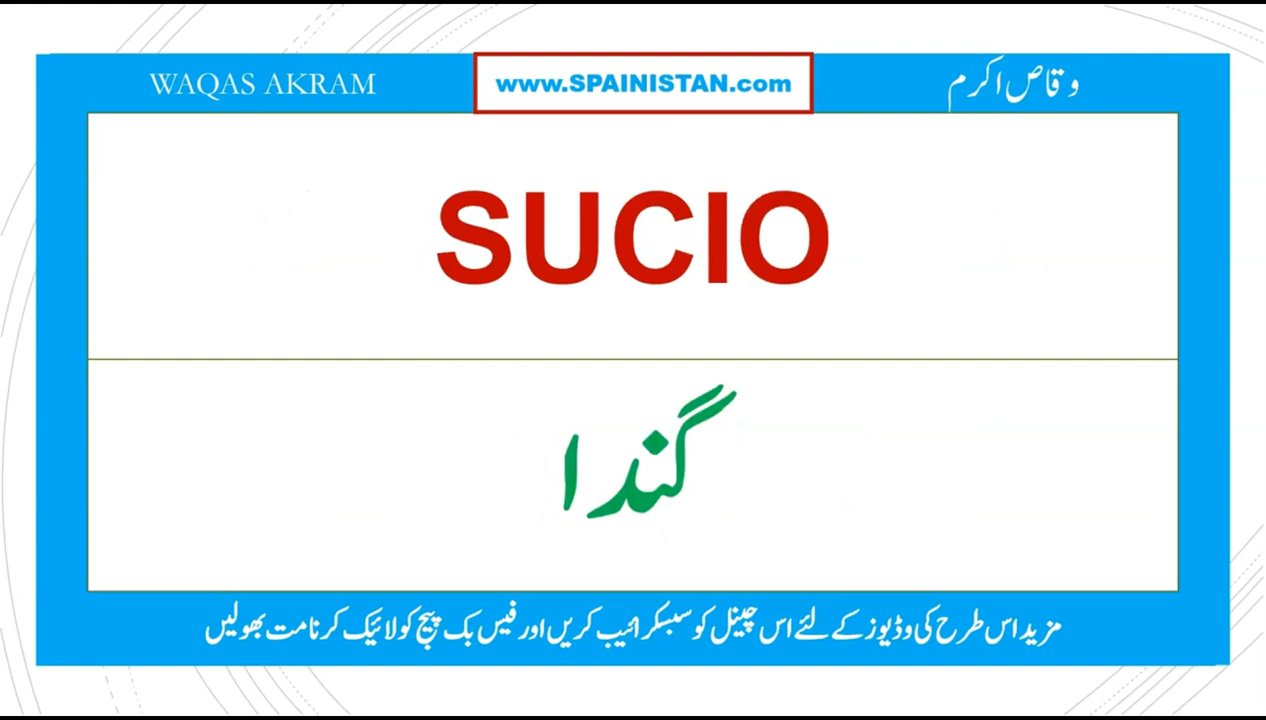 WAQAS AKRAM
www.SPAINISTAN.com
وقاص اکرم
SUCIO
گندا
مزید اس طرح کی وڈیوز کے لئے اس چینل کو سبسکرائیب کریں اور فیس بک پیج کو لائیک کرنا مت بھولیں